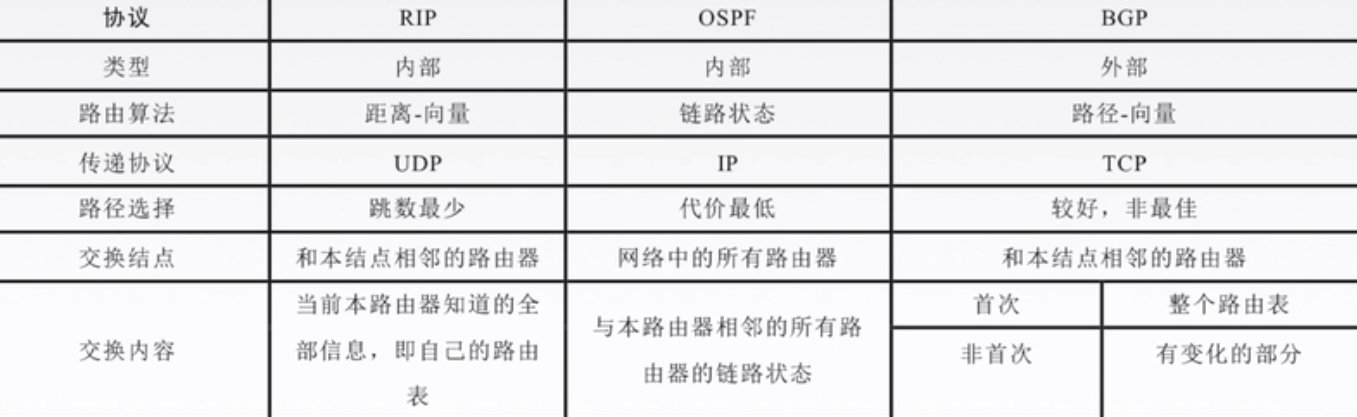 协议 RIP OSPF BGP
类型 内部 内部 外部
路由算法 距离-向量 链路状态 路径-向量
传递协议 UDP IP TCP
路径选择 跳数最少 代价最低 较好，非最佳
交换结点 和本结点相邻的路由器 网络中的所有路由器 和本结点相邻的路由器
交换内容
当前本路由器知道的全
部信息，即自己的路由
表
与本路由器相邻的所有路
由器的链路状态
首次 整个路由表
非首次 有变化的部分